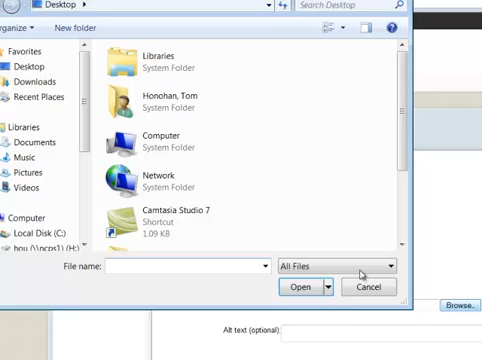 Desktop
Search Desktop
rganize
New folder
Favorites
Desktop
Downloads
Recent Places
Libraries
Documents
Music
Pictures
Videos
Computer
Local Disk (C:)
hou (\\ncps1) (H:)
Libraries
System Folder
Honohan, Tom
System Folder
Computer
System Folder
Network
System Folder
Camtasia Studio 7
Shortcut
1.09 KB
File name:
All Files
Open
Cancel
Browse..
Alt text (optional):